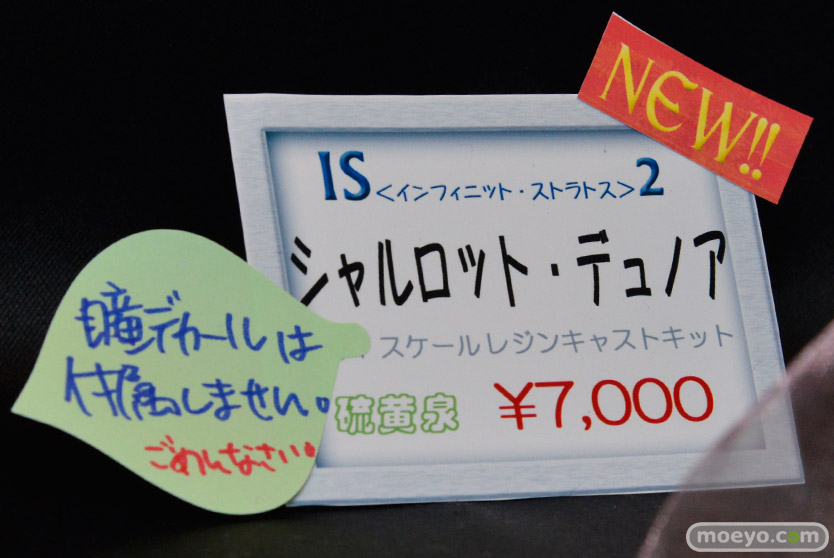 NEW!!
IS<インフィニット・ストラトス>2
シャルロット・デュノア
スケールレジンキャストキット
硫黄泉 ¥7,000
瞳デカールは
付属しません。
ごめんなさい。
moeyo.com